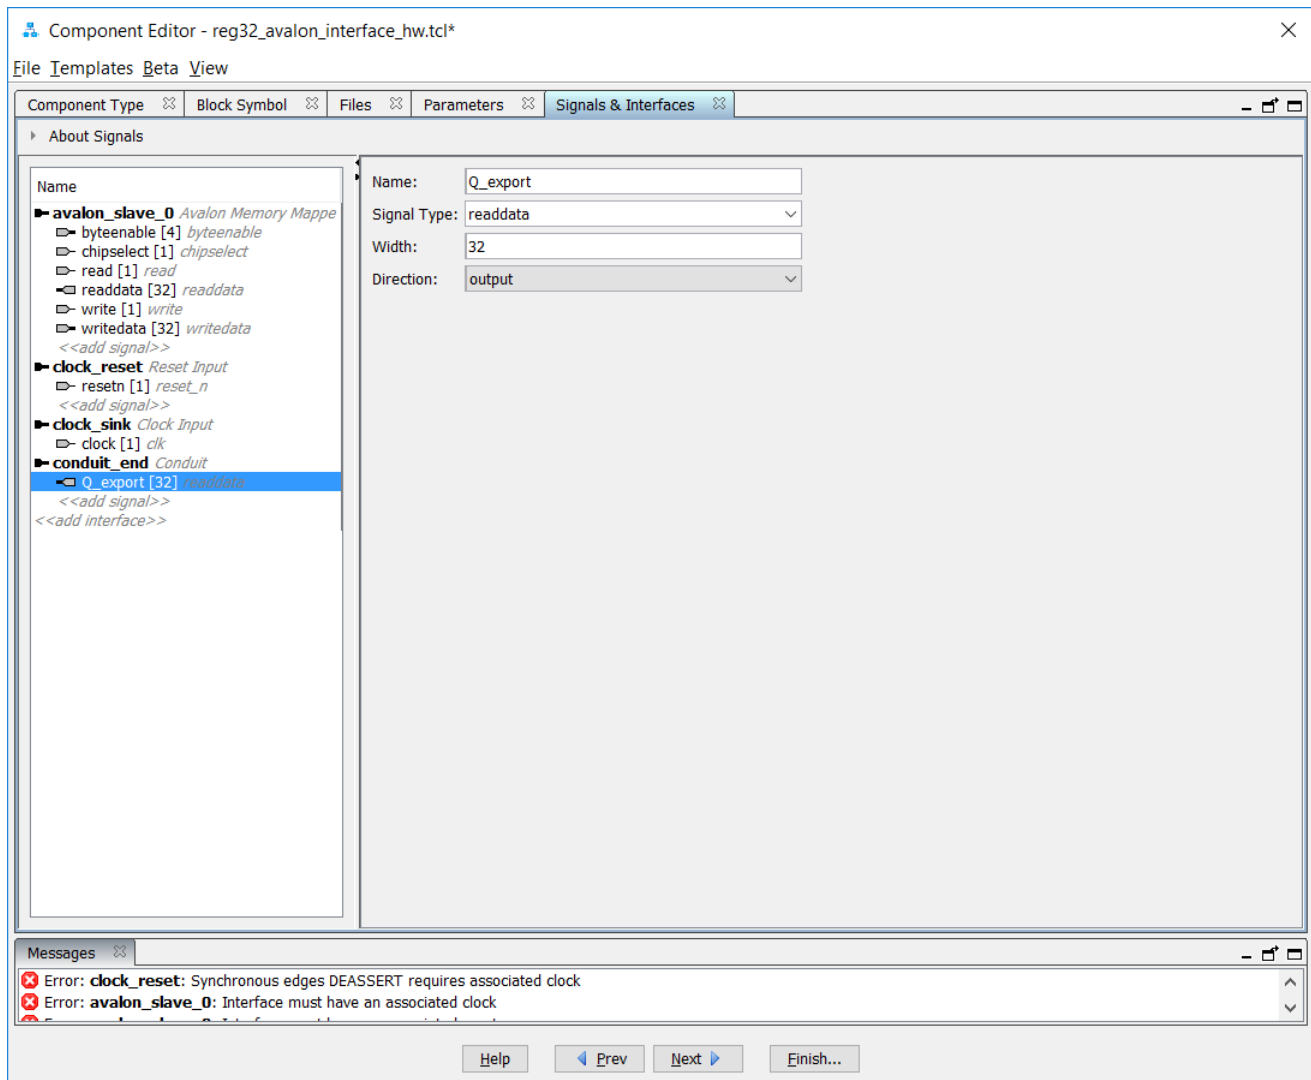 Component Editor - reg32_avalon_interface_hw.tcl*
File Templates Beta View
Component Type Block Symbol Files Parameters Signals & Interfaces
About Signals
Name
avalon_slave_0 Avalon Memory Mappe
byteenable [4] byteenable
chipselect [1] chipselect
read [1] read
readdata [32] readdata
write [1] write
writedata [32] writedata
<<add signal>>
clock_reset Reset Input
resetn [1] reset_n
<<add signal>>
clock_sink Clock Input
clock [1] clk
<<add signal>>
conduit_end Conduit
Q_export [32] readdata
<<add signal>>
<<add interface>>
Name: Q_export
Signal Type: readdata
Width: 32
Direction: output
Messages
Error: clock_reset: Synchronous edges DEASSERT requires associated clock
Error: avalon_slave_0: Interface must have an associated clock
Help Prev Next Finish...